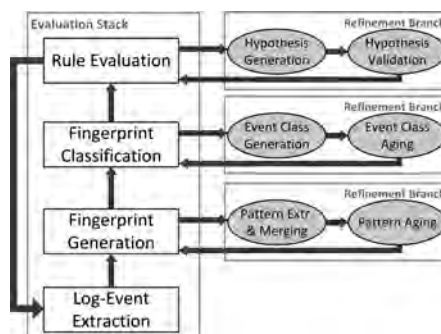 Evaluation Stack
Refinement Branch
Rule Evaluation
Hypothesis
Generation
Hypothesis
Validation
Refinement Branch
Fingerprint
Classification
Event Class
Generation
Event Class
Aging
Refinement Branch
Fingerprint
Generation
Pattern Extr
& Merging
Pattern Aging
Log-Event
Extraction